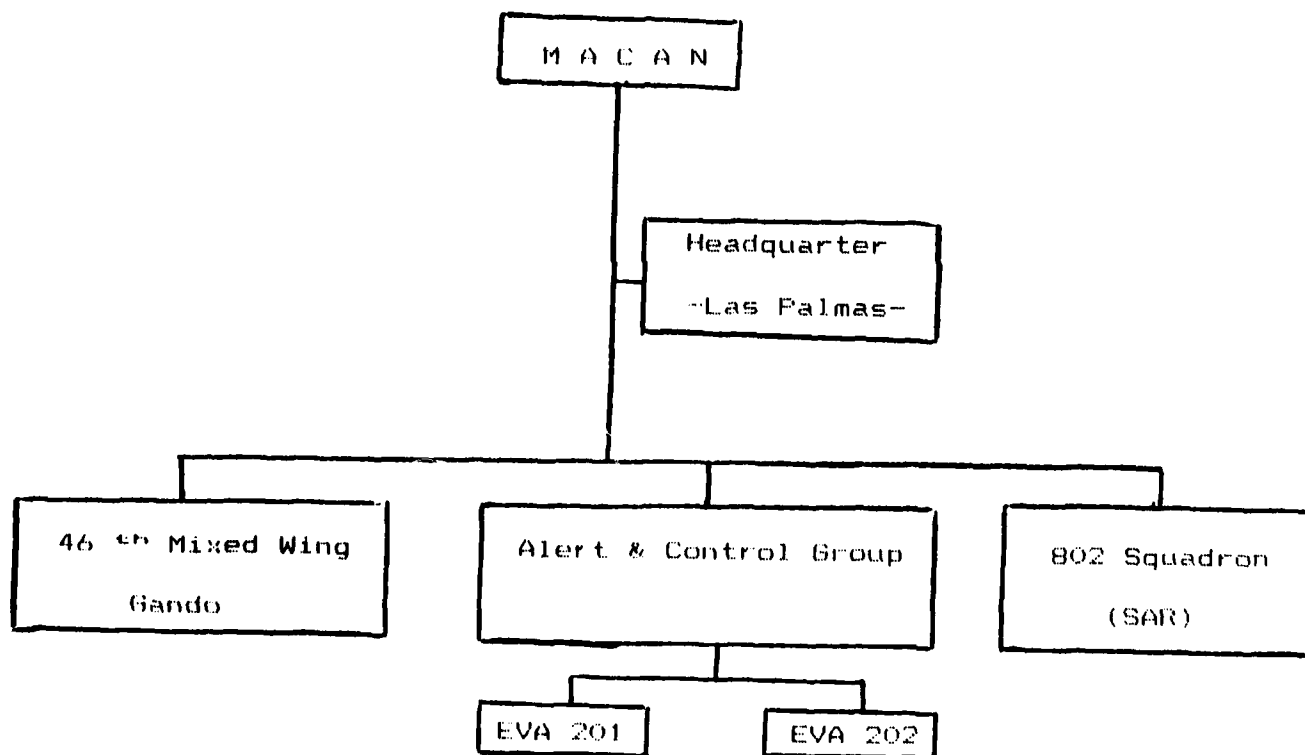 M A C A N
Headquarter
-Las Palmas-
46 th Mixed Wing
Gando
Alert & Control Group
802 Squadron
(SAR)
EVA 201
EVA 202